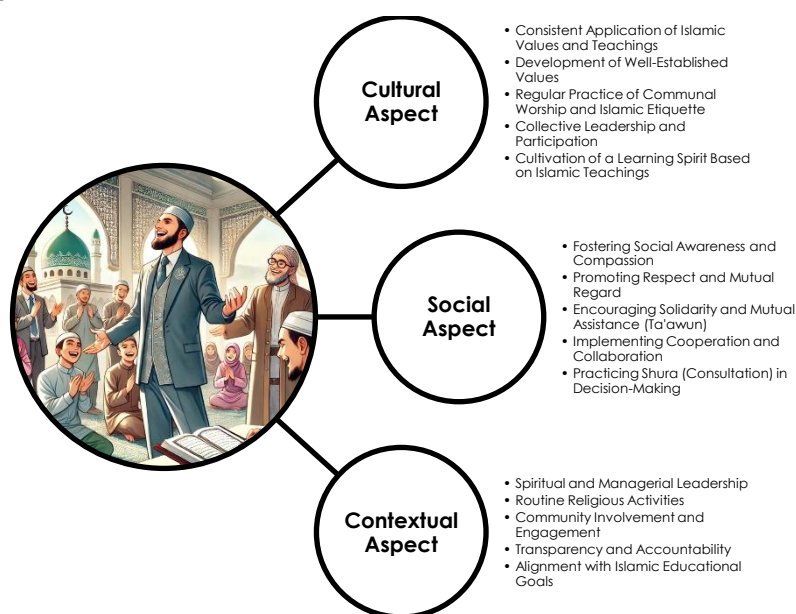 Cultural
Aspect
• Consistent Application of Islamic
Values and Teachings
• Development of Well-Established
Values
• Regular Practice of Communal
Worship and Islamic Etiquette
• Collective Leadership and
Participation
• Cultivation of a Learning Spirit Based
on Islamic Teachings
Social
Aspect
• Fostering Social Awareness and
Compassion
• Promoting Respect and Mutual
Regard
• Encouraging Solidarity and Mutual
Assistance (Ta'awun)
• Implementing Cooperation and
Collaboration
• Practicing Shura (Consultation) in
Decision-Making
Contextual
Aspect
• Spiritual and Managerial Leadership
• Routine Religious Activities
• Community Involvement and
Engagement
• Transparency and Accountability
• Alignment with Islamic Educational
Goals